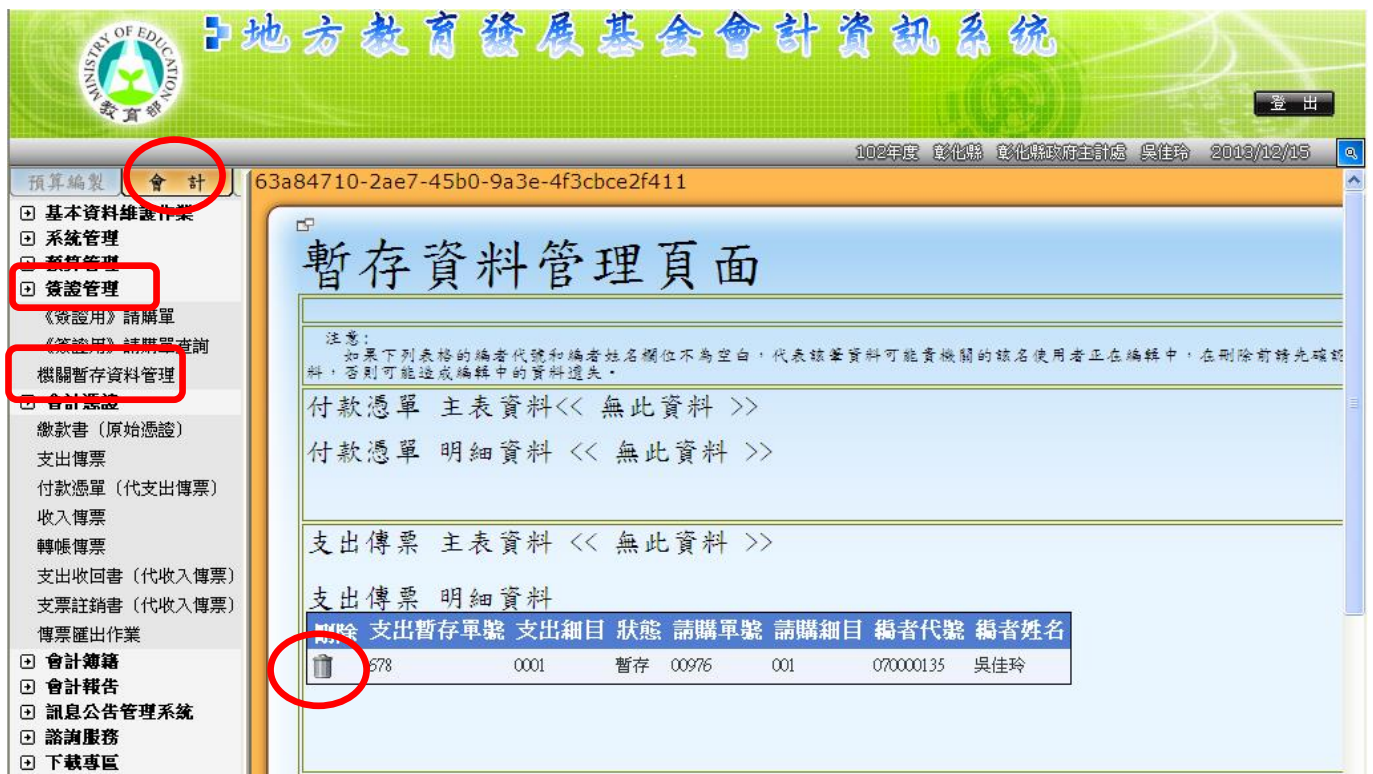 MINISTRY OF EDUCATION
教育部
地方教育發展基金會計資訊系統
登 出
102年度 彰化縣 彰化縣政府主計處 吳佳玲 2013/12/15
預算編製
會 計
63a84710-2ae7-45b0-9a3e-4f3cbce2f411
基本資料維護作業
系統管理
預算管理
簽證管理
《簽證用》請購單
《簽證用》請購單查詢
機關暫存資料管理
會計憑證
繳款書（原始憑證）
支出傳票
付款憑單（代支出傳票）
收入傳票
轉帳傳票
支出收回書（代收入傳票）
支票註銷書（代收入傳票）
傳票匯出作業
會計簿籍
會計報告
訊息公告管理系統
諮詢服務
下載專區
暫存資料管理頁面
注意：
如果下列表格的編者代號和編者姓名欄位不為空白，代表該筆資料可能貴機關的該名使用者正在編輯中，在刪除前請先確認
料，否則可能造成編輯中的資料遺失。
付款憑單 主表資料<< 無此資料 >>
付款憑單 明細資料 << 無此資料 >>
支出傳票 主表資料 << 無此資料 >>
支出傳票 明細資料
刪除 支出暫存單號 支出細目 狀態 請購單號 請購細目 編者代號 編者姓名
678 0001 暫存 00976 001 070000135 吳佳玲